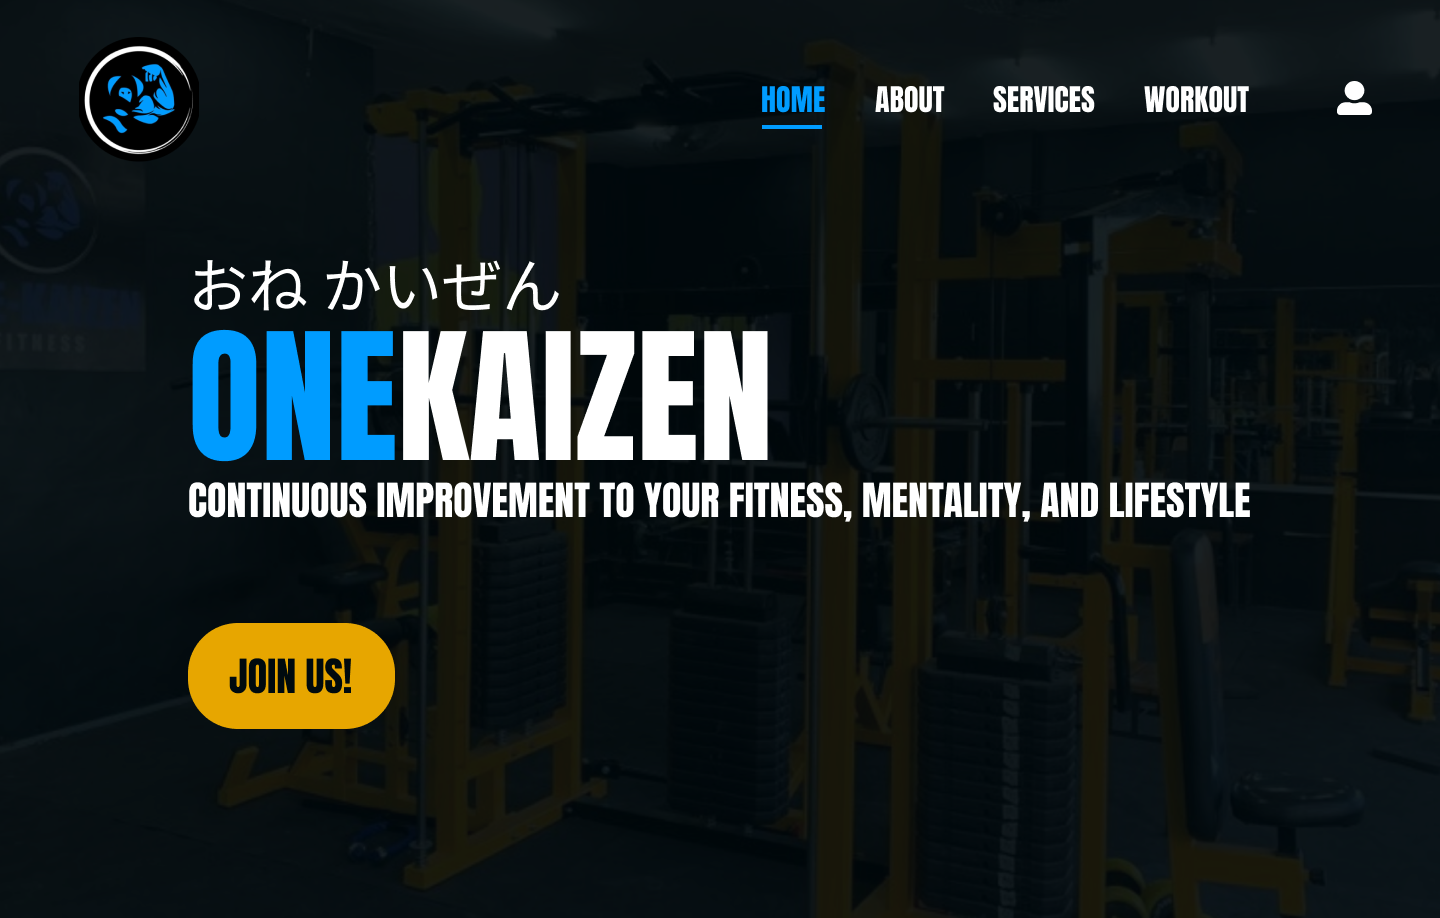 HOME ABOUT SERVICES WORKOUT
おね かいぜん
ONEKAIZEN
CONTINUOUS IMPROVEMENT TO YOUR FITNESS, MENTALITY, AND LIFESTYLE
JOIN US!